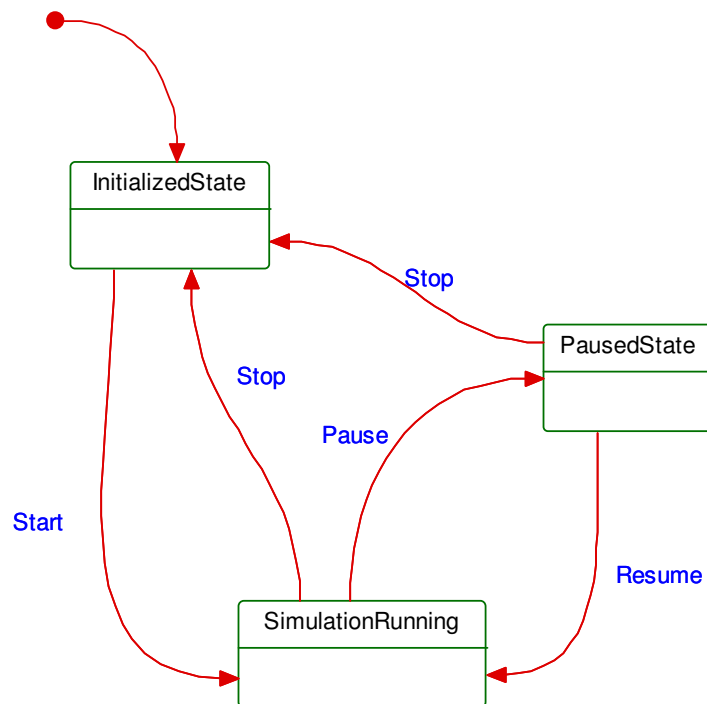 InitializedState
Stop
PausedState
Stop
Pause
Start
Resume
SimulationRunning